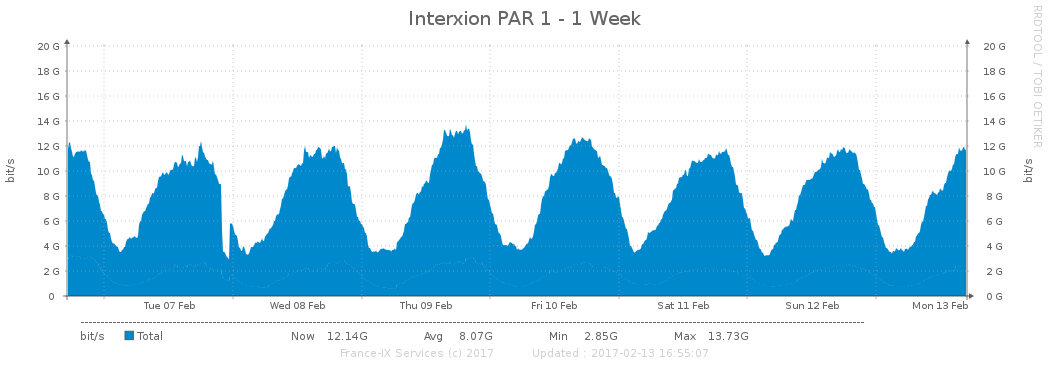 Interxion PAR 1 - 1 Week
RRDTOOL / TOBI OETIKER
bit/s
20 G 20 G
18 G 18 G
16 G 16 G
14 G 14 G
12 G 12 G
10 G 10 G
8 G 8 G
6 G 6 G
4 G 4 G
2 G 2 G
0 0 G
bit/s
Tue 07 Feb Wed 08 Feb Thu 09 Feb Fri 10 Feb Sat 11 Feb Sun 12 Feb Mon 13 Feb
bit/s Total Now 12.14G Avg 8.07G Min 2.85G Max 13.73G
France-IX Services (c) 2017 Updated : 2017-02-13 16:55:07